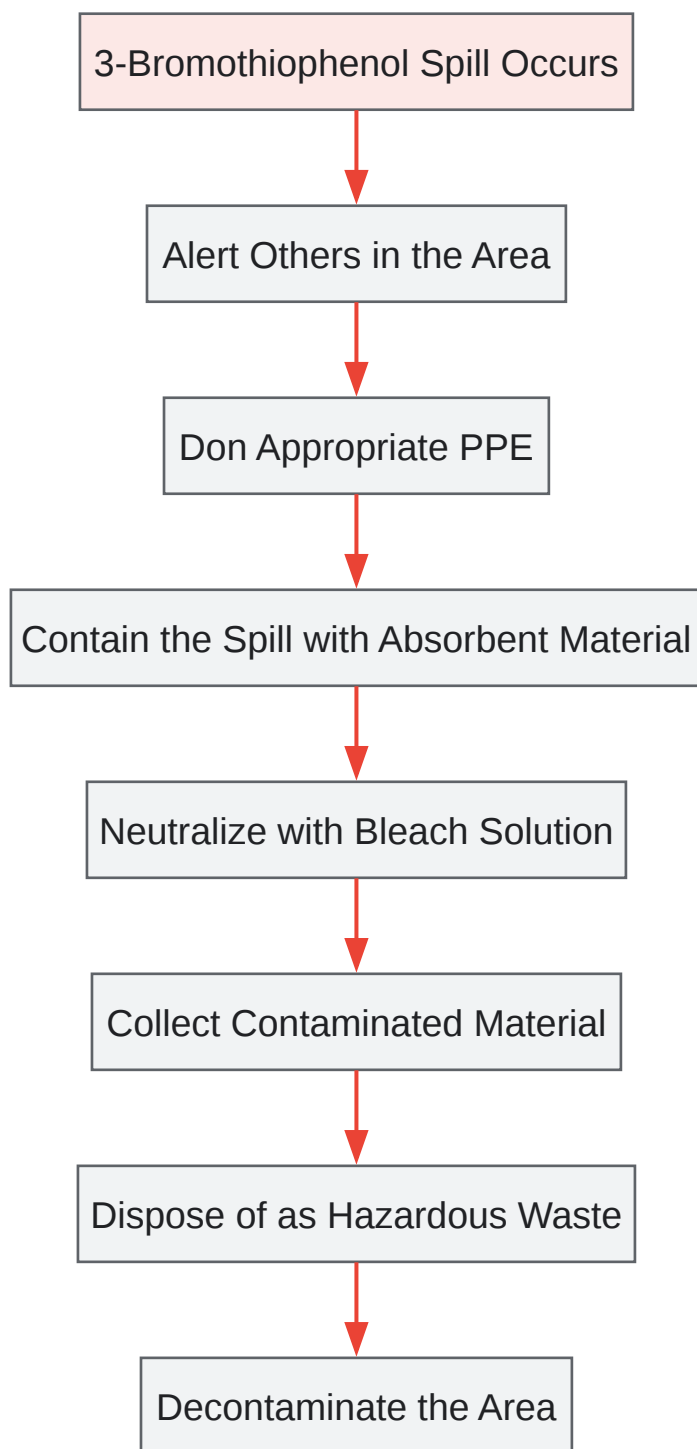 3-Bromothiophenol Spill Occurs
Alert Others in the Area
Don Appropriate PPE
Contain the Spill with Absorbent Material
Neutralize with Bleach Solution
Collect Contaminated Material
Dispose of as Hazardous Waste
Decontaminate the Area